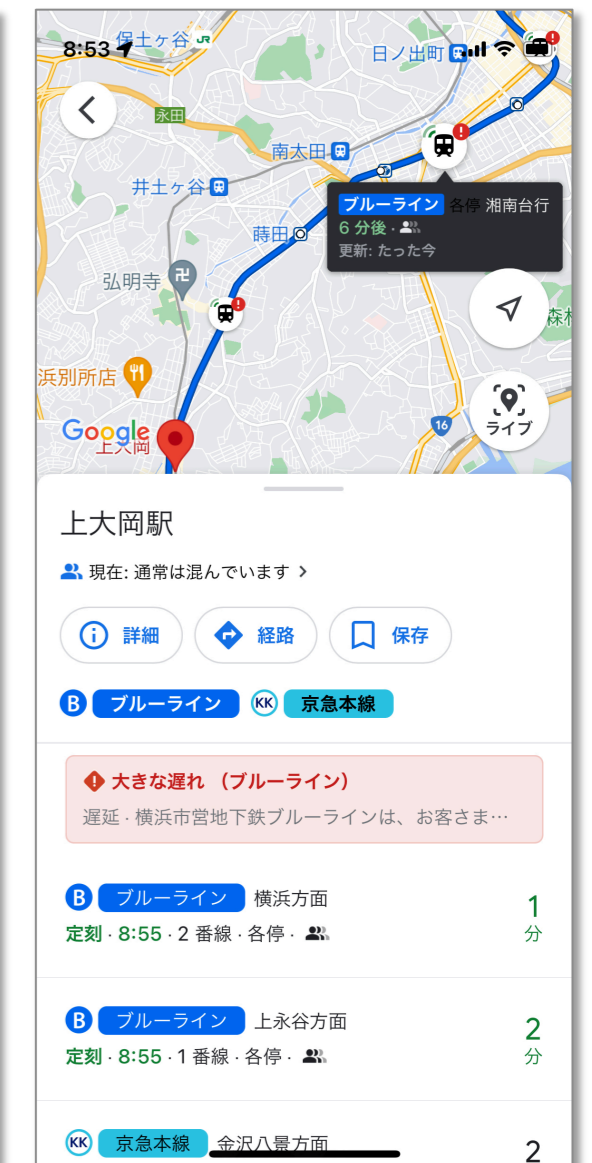 8:53
保土ヶ谷
JR
日ノ出町
永田
南太田
井土ヶ谷
ブルーライン 各停 湘南台行
6 分後 ·
更新: たった今
蒔田
弘明寺
森
浜別所店
16
ライブ
Google
上大岡
上大岡駅
現在: 通常は混んでいます
詳細
経路
保存
B ブルーライン KK 京急本線
大きな遅れ （ブルーライン）
遅延 · 横浜市営地下鉄ブルーラインは、お客さま…
B ブルーライン 横浜方面
1
定刻 · 8:55 · 2 番線 · 各停 ·
分
B ブルーライン 上永谷方面
2
定刻 · 8:55 · 1 番線 · 各停 ·
分
KK 京急本線 金沢八景方面
2